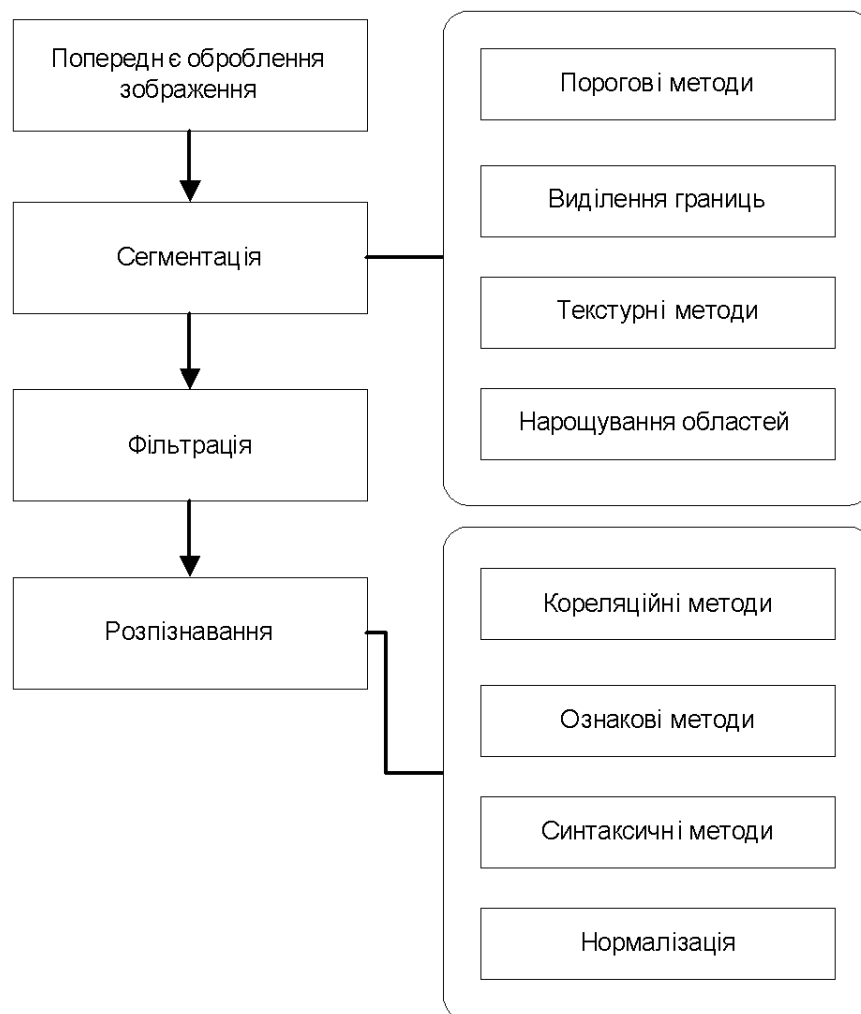 Попереднє оброблення
зображення
Сегментація
Фільтрація
Розпізнавання
Порогові методи
Виділення границь
Текстурні методи
Нарощування областей
Кореляційні методи
Ознакові методи
Синтаксичні методи
Нормалізація